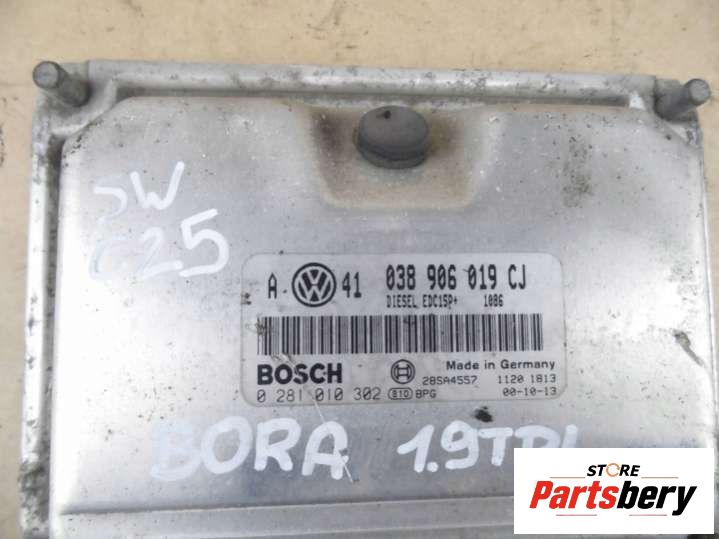 SW
C25
A 41 038 906 019 CJ
DIESEL EDC15P+ 1086
BOSCH
Made in Germany
28SA4557 1120 1813
0 281 010 302 810 BPG 00-10-13
BORA 1.9TDI
STORE
Partsbery